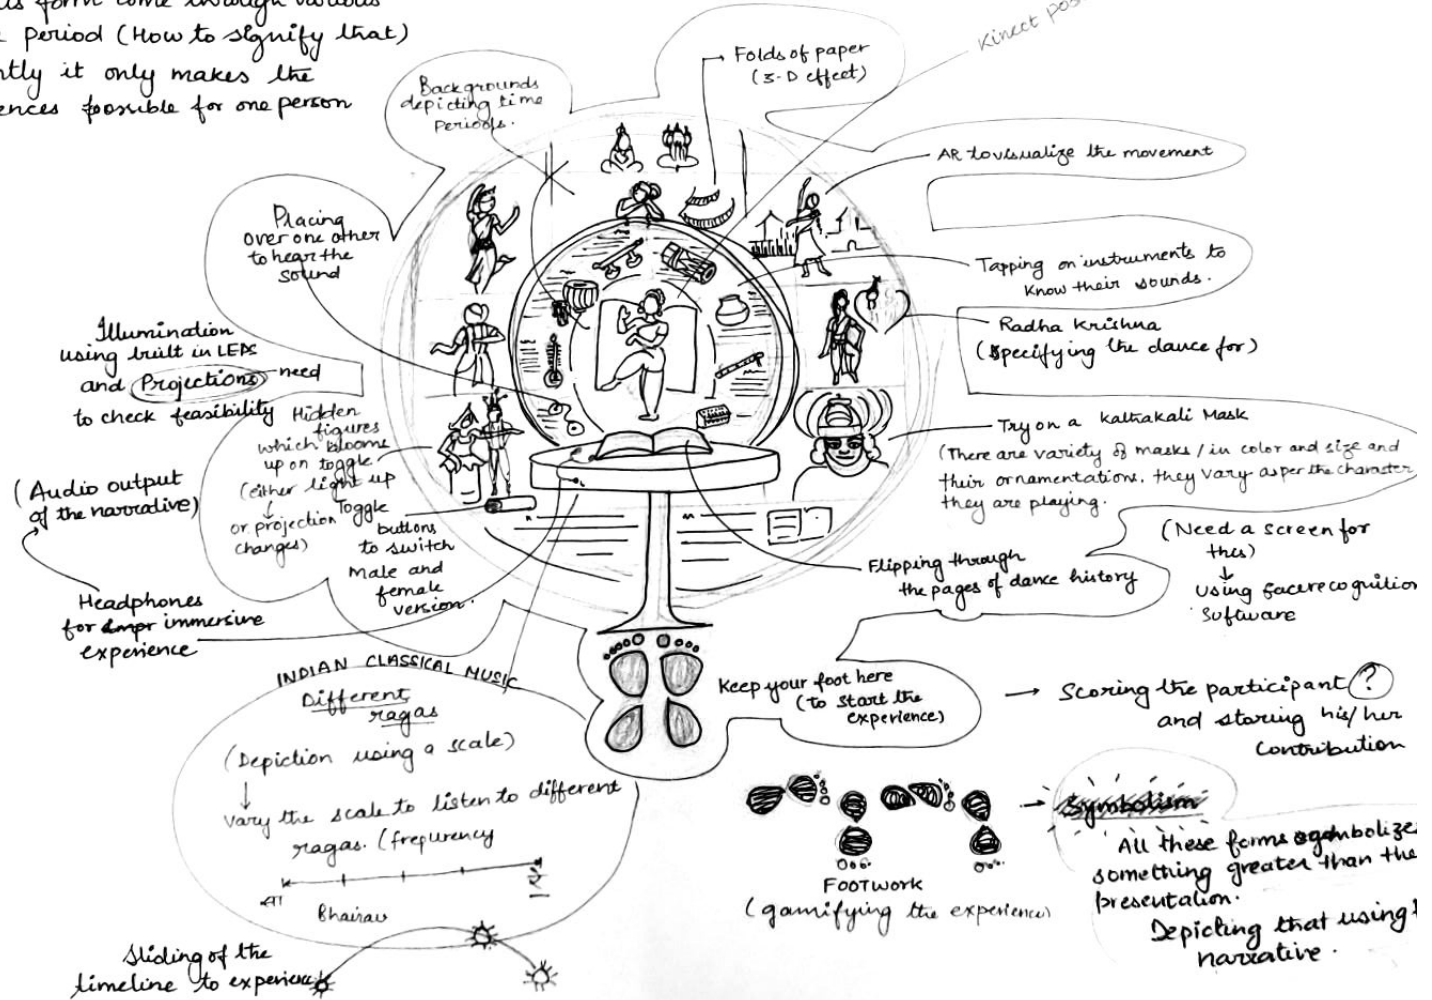 form come through various
period (How to signify that)
it only makes the
possible for one person
Backgrounds
depicting time
Periods.
Folds of paper
(3-D effect)
Kinect
AR to visualize the movement
Placing
over one other
to hear the
sound
Tapping on instruments to
know their sounds.
Radha Krishna
(Specifying the dance for)
Illumination
using built in LEDs
and Projections need
to check feasibility
Hidden
figures
which blooms
up on toggle
(either light up
↓
or projection
changes)
Toggle
buttons
to switch
male and
female
version.
Try on a Kathakali Mask
(There are variety of masks / in color and size and
their ornamentations. they vary as per the character
they are playing.
(Need a screen for
this)
↓
using facerecognition
software
(Audio output
of the narrative)
Headphones
for immersive
experience
Flipping through
the pages of dance history
Keep your foot here
(to start the
experience)
→ Scoring the participant ?
and storing his/her
contribution
INDIAN CLASSICAL MUSIC
Different
ragas
(Depiction using a scale)
↓
Vary the scale to listen to different
ragas. (frequency
Bhairav
Sliding of the
timeline to experience
FOOTWORK
(gamifying the experience)
→ Symbolism
All these forms symbolize
something greater than the
presentation.
Depicting that using
narrative.